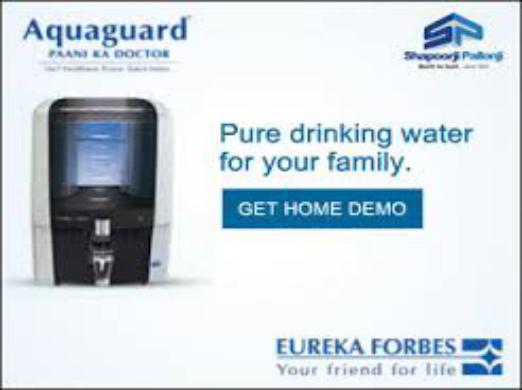 Aquaguard
PAANI KA DOCTOR
SP
Shapoorji Pallonji
Pure drinking water
for your family.
GET HOME DEMO
EUREKA FORBES
Your friend for life